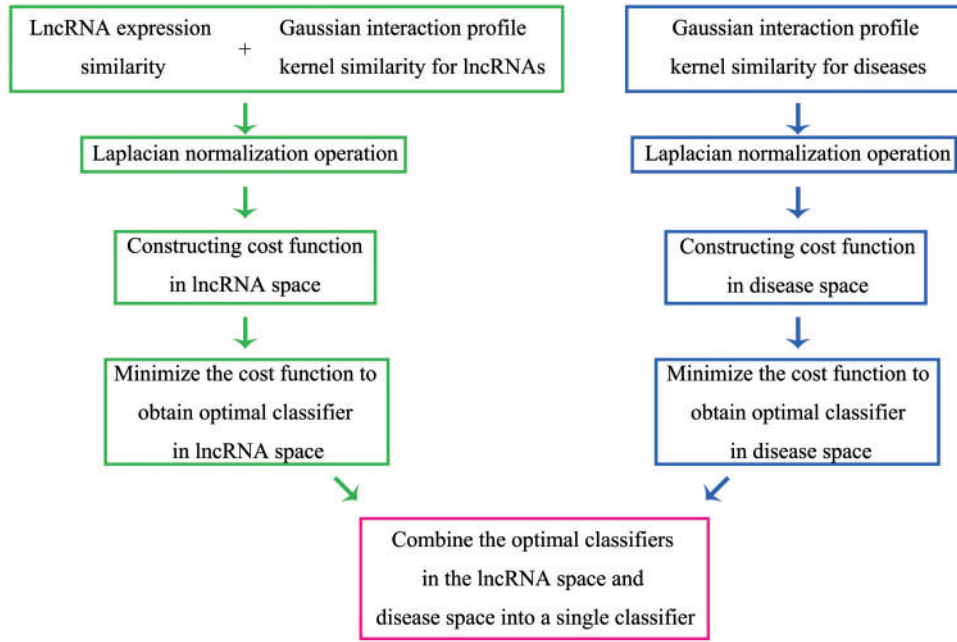 LncRNA expression
similarity
+
Gaussian interaction profile
kernel similarity for lncRNAs
Laplacian normalization operation
Constructing cost function
in lncRNA space
Minimize the cost function to
obtain optimal classifier
in lncRNA space
Gaussian interaction profile
kernel similarity for diseases
Laplacian normalization operation
Constructing cost function
in disease space
Minimize the cost function to
obtain optimal classifier
in disease space
Combine the optimal classifiers
in the lncRNA space and
disease space into a single classifier